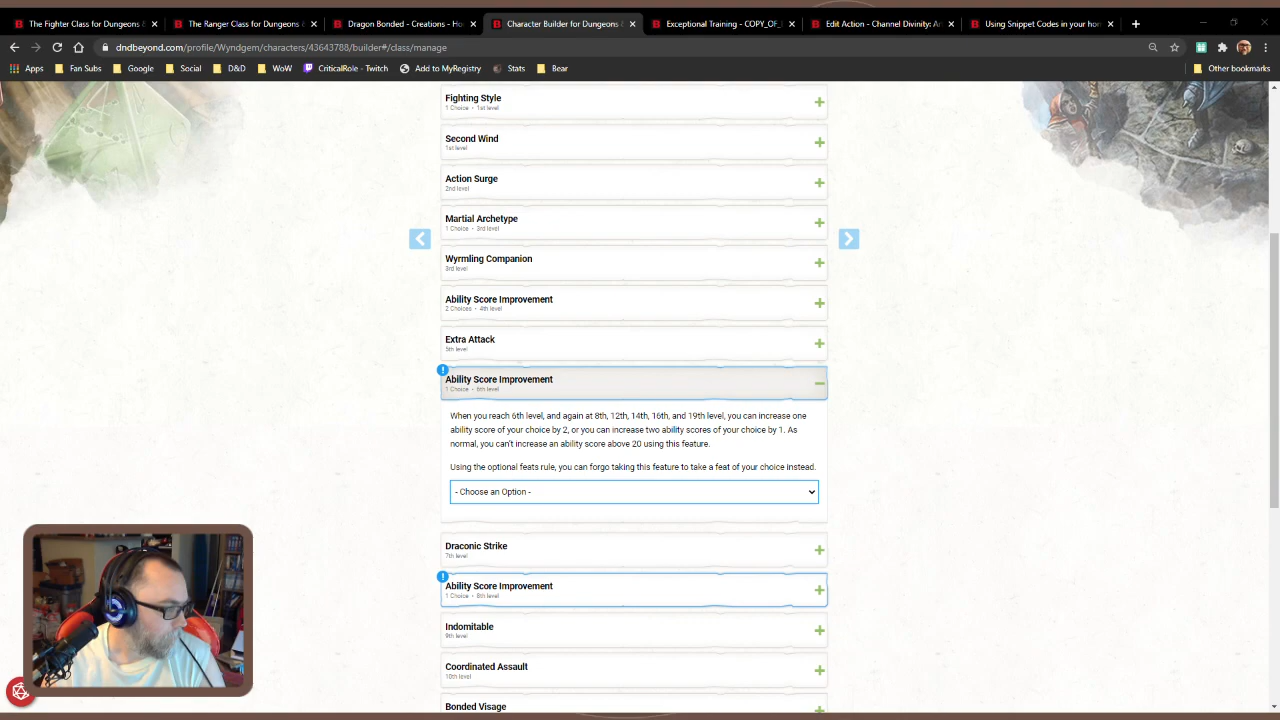 The Fighter Class for Dungeons &
The Ranger Class for Dungeons &
Dragon Bonded - Creations - Ho
Character Builder for Dungeons &
Exceptional Training - COPY_OF_
Edit Action - Channel Divinity: Ar
Using Snippet Codes in your hon
dndbeyond.com/profile/Wyndgem/characters/43643788/builder#/class/manage
Apps
Fan Subs
Google
Social
D&D
WoW
CriticalRole - Twitch
Add to MyRegistry
Stats
Bear
Other bookmarks
Fighting Style
1 Choice • 1st level
Second Wind
1st level
Action Surge
2nd level
Martial Archetype
1 Choice • 3rd level
Wyrmling Companion
3rd level
Ability Score Improvement
2 Choices • 4th level
Extra Attack
5th level
Ability Score Improvement
1 Choice • 6th level
When you reach 6th level, and again at 8th, 12th, 14th, 16th, and 19th level, you can increase one
ability score of your choice by 2, or you can increase two ability scores of your choice by 1. As
normal, you can't increase an ability score above 20 using this feature.
Using the optional feats rule, you can forgo taking this feature to take a feat of your choice instead.
- Choose an Option -
Draconic Strike
7th level
Ability Score Improvement
1 Choice • 8th level
Indomitable
9th level
Coordinated Assault
10th level
Bonded Visage